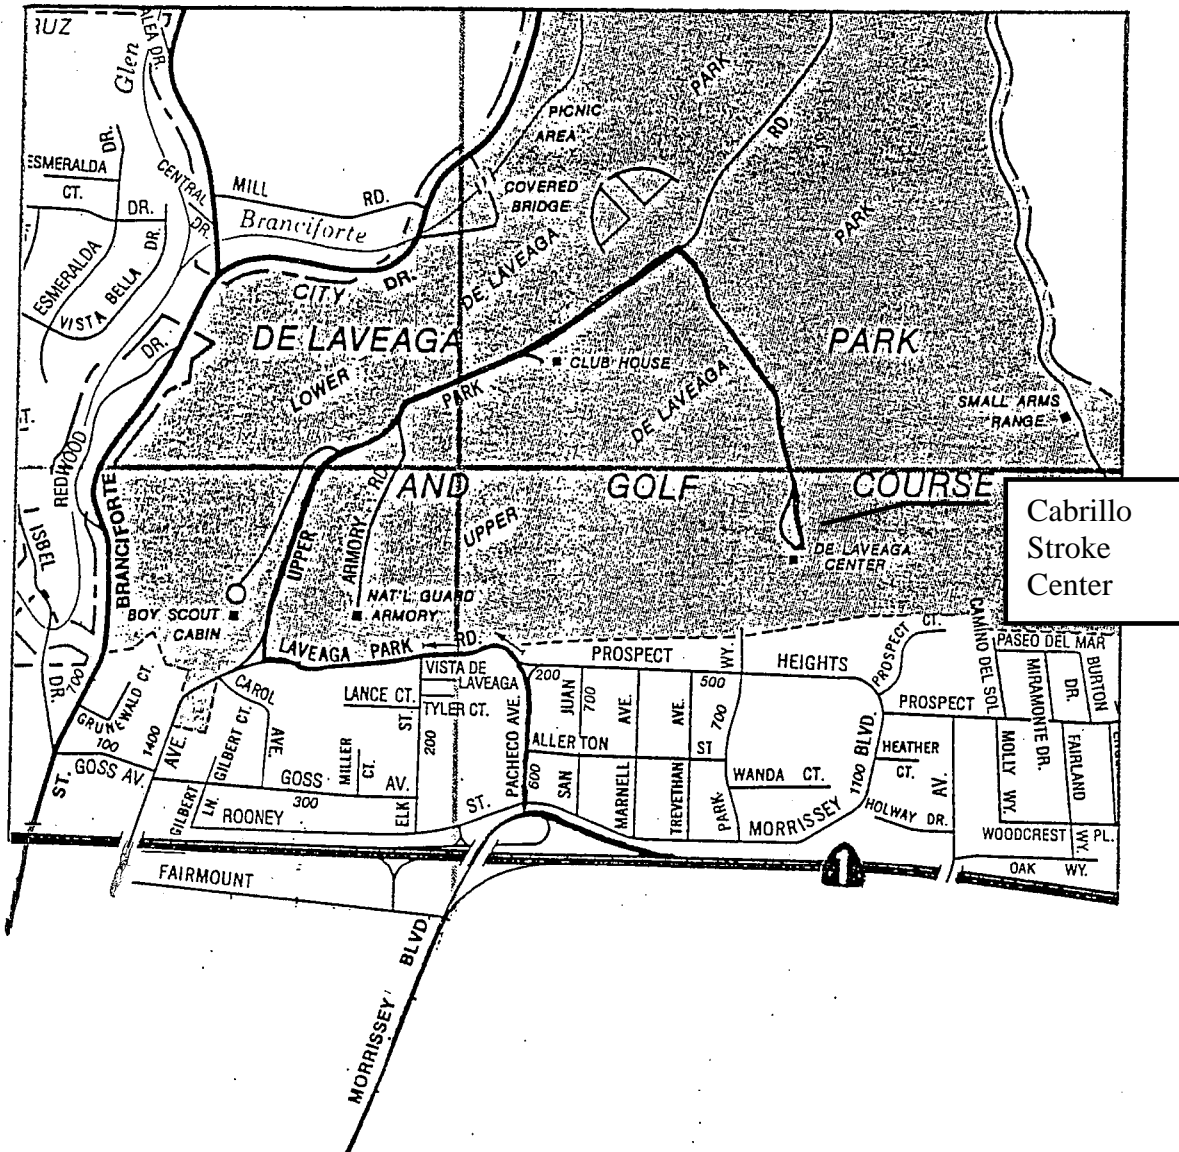 RUZ
Glen
ALEA DR.
ESMERALDA
CT.
DR.
CENTRAL
DR.
DR.
ESMERALDA
VISTA
BELLA
DR.
DR.
MILL
RD.
Branciforte
PICNIC
AREA
COVERED
BRIDGE
PARK
RD.
PARK
CITY
DR.
DE LAVEAGA
DE LAVEAGA
PARK
LOWER
PARK
CLUB HOUSE
DE LAVEAGA
SMALL ARMS
RANGE
T.
REDWOOD
AND
GOLF
COURSE
UPPER
ISBEL
DR.
BRANCIFORTE
UPPER
ARMORY
RD.
DE LAVEAGA
CENTER
Cabrillo
Stroke
Center
BOY SCOUT
CABIN
NAT'L GUARD
ARMORY
LAVEAGA PARK
RD.
PROSPECT
WY.
HEIGHTS
PROSPECT
CT.
CAMINO DEL SOL
PASEO DEL MAR
700
GRUNEWALD CT.
100
1400
AVE.
CAROL
AVE.
GILBERT CT.
LANCE CT.
VISTA DE
LAVEAGA
TYLER CT.
ST.
200
PACHECO AVE.
200
JUAN
700
AVE.
AVE.
500
700
PROSPECT
MIRAMONTE DR.
DR.
BURTON
ST.
GOSS AV.
GILBERT
LN.
GOSS
AV.
MILLER
CT.
300
ROONEY
ST.
ELK
ALLERTON
ST
600
SAN
MARNELL
TREVETHAN
PARK
WANDA CT.
MORRISSEY
1100
BLVD.
HEATHER
CT.
AV.
HOLWAY DR.
MOLLY WY.
FAIRLAND
WY.
WOODCREST
PL.
OAK
WY.
1
FAIRMOUNT
MORRISSEY
BLVD